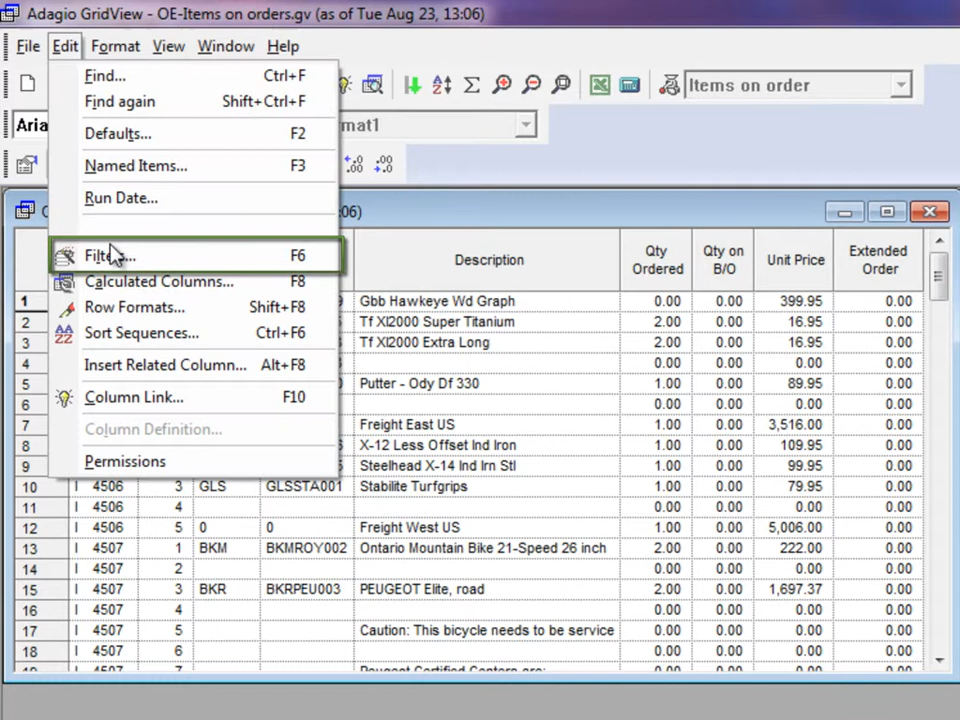 Adagio GridView - OE-Items on orders.gv (as of Tue Aug 23, 13:06)
File Edit Format View Window Help
Find... Ctrl+F
Find again Shift+Ctrl+F
Defaults... F2
Named Items... F3
Run Date...
Filters... F6
Calculated Columns... F8
Row Formats... Shift+F8
Sort Sequences... Ctrl+F6
Insert Related Column... Alt+F8
Column Link... F10
Column Definition...
Permissions
Items on order
Description Qty Ordered Qty on B/O Unit Price Extended Order
1 Gbb Hawkeye Wd Graph 0.00 0.00 399.95 0.00
2 Tf Xl2000 Super Titanium 2.00 0.00 16.95 0.00
3 Tf Xl2000 Extra Long 2.00 0.00 16.95 0.00
4 0.00 0.00 0.00 0.00
5 Putter - Ody Df 330 1.00 0.00 89.95 0.00
6 0.00 0.00 0.00 0.00
7 Freight East US 1.00 0.00 3,516.00 0.00
8 X-12 Less Offset Ind Iron 1.00 0.00 109.95 0.00
9 Steelhead X-14 Ind Irn Stl 1.00 0.00 99.95 0.00
10 I 4506 3 GLS GLSSTA001 Stabilite Turfgrips 1.00 0.00 79.95 0.00
11 I 4506 4 0.00 0.00 0.00 0.00
12 I 4506 5 0 0 Freight West US 1.00 0.00 5,006.00 0.00
13 I 4507 1 BKM BKMROY002 Ontario Mountain Bike 21-Speed 26 inch 2.00 0.00 222.00 0.00
14 I 4507 2 0.00 0.00 0.00 0.00
15 I 4507 3 BKR BKRPEU003 PEUGEOT Elite, road 2.00 0.00 1,697.37 0.00
16 I 4507 4 0.00 0.00 0.00 0.00
17 I 4507 5 Caution: This bicycle needs to be service 0.00 0.00 0.00 0.00
18 I 4507 6 0.00 0.00 0.00 0.00
19 I 4507 7 Peugeot Certified Centers are: 0.00 0.00 0.00 0.00